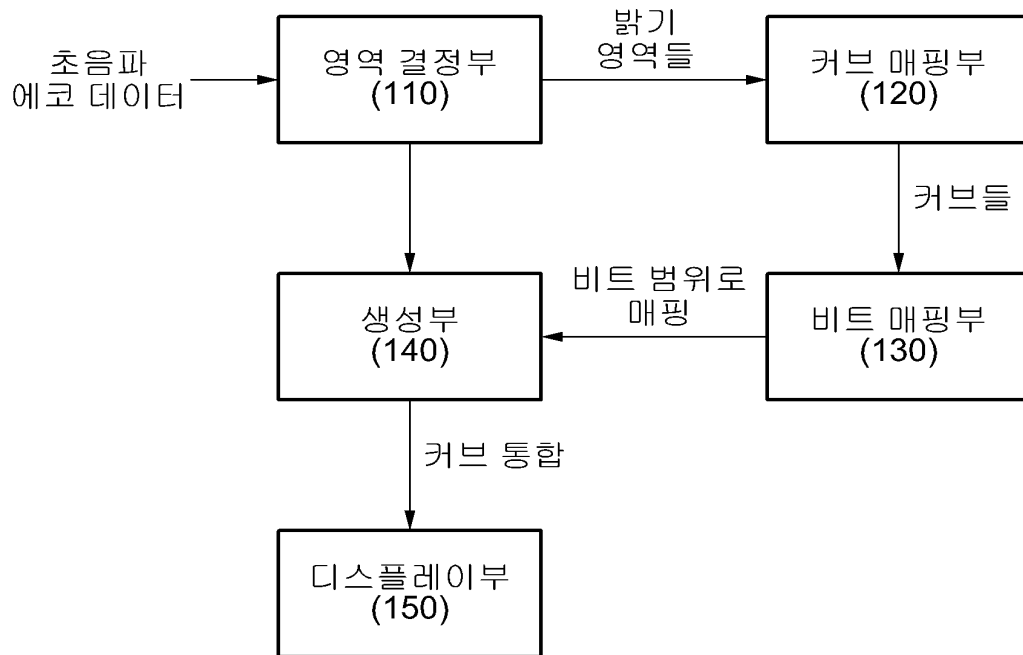 초음파
에코 데이터
영역 결정부
(110)
밝기
영역들
커브 매핑부
(120)
커브들
생성부
(140)
비트 범위로
매핑
비트 매핑부
(130)
커브 통합
디스플레이부
(150)